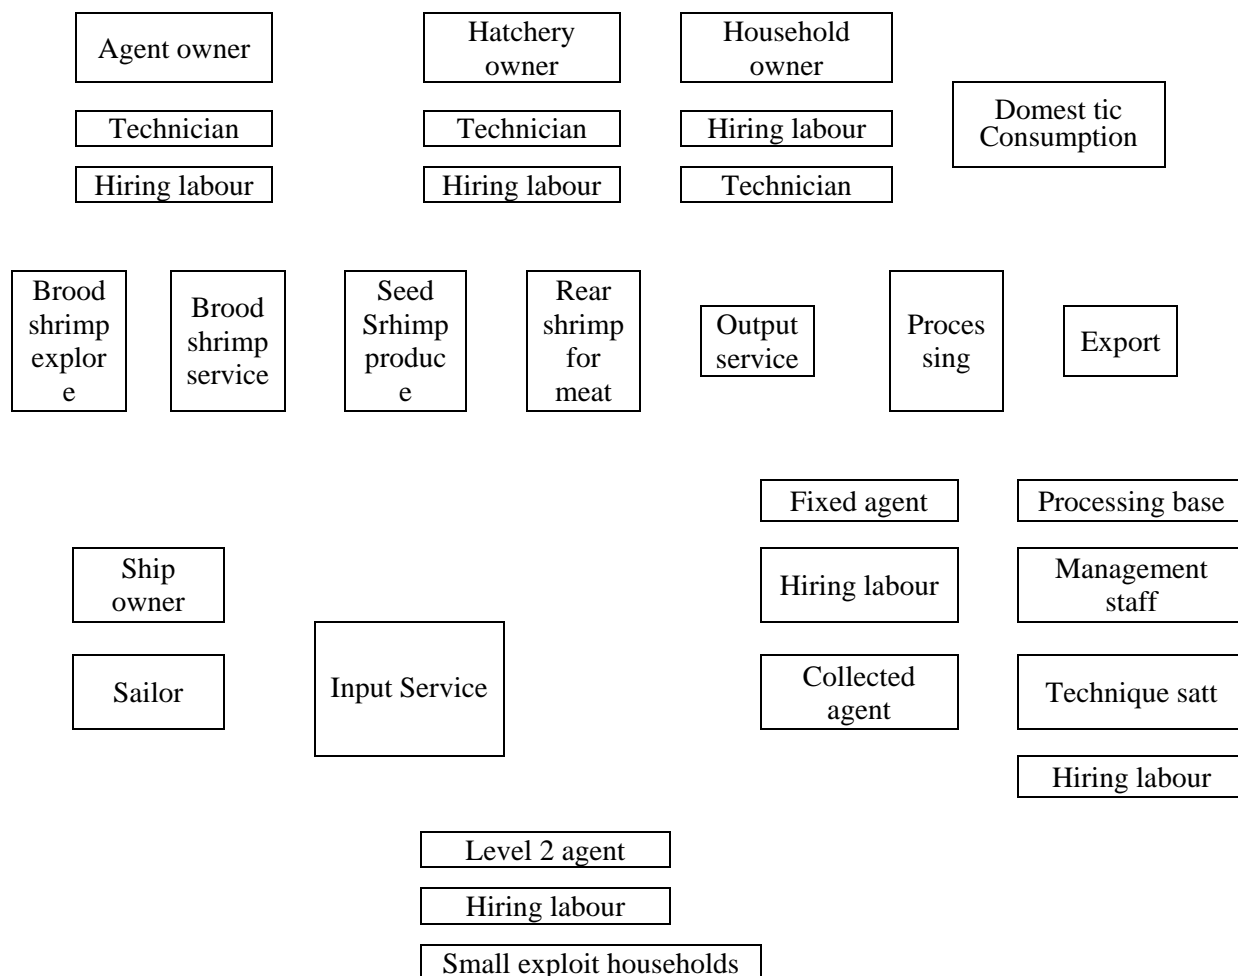 Agent owner
Hatchery
owner
Household
owner
Domest tic
Consumption
Technician
Technician
Hiring labour
Hiring labour
Hiring labour
Technician
Brood
shrimp
explor
e
Brood
shrimp
service
Seed
Srhimp
produc
e
Rear
shrimp
for
meat
Output
service
Proces
sing
Export
Fixed agent
Processing base
Ship
owner
Hiring labour
Management
staff
Input Service
Sailor
Collected
agent
Technique satt
Hiring labour
Level 2 agent
Hiring labour
Small exploit households